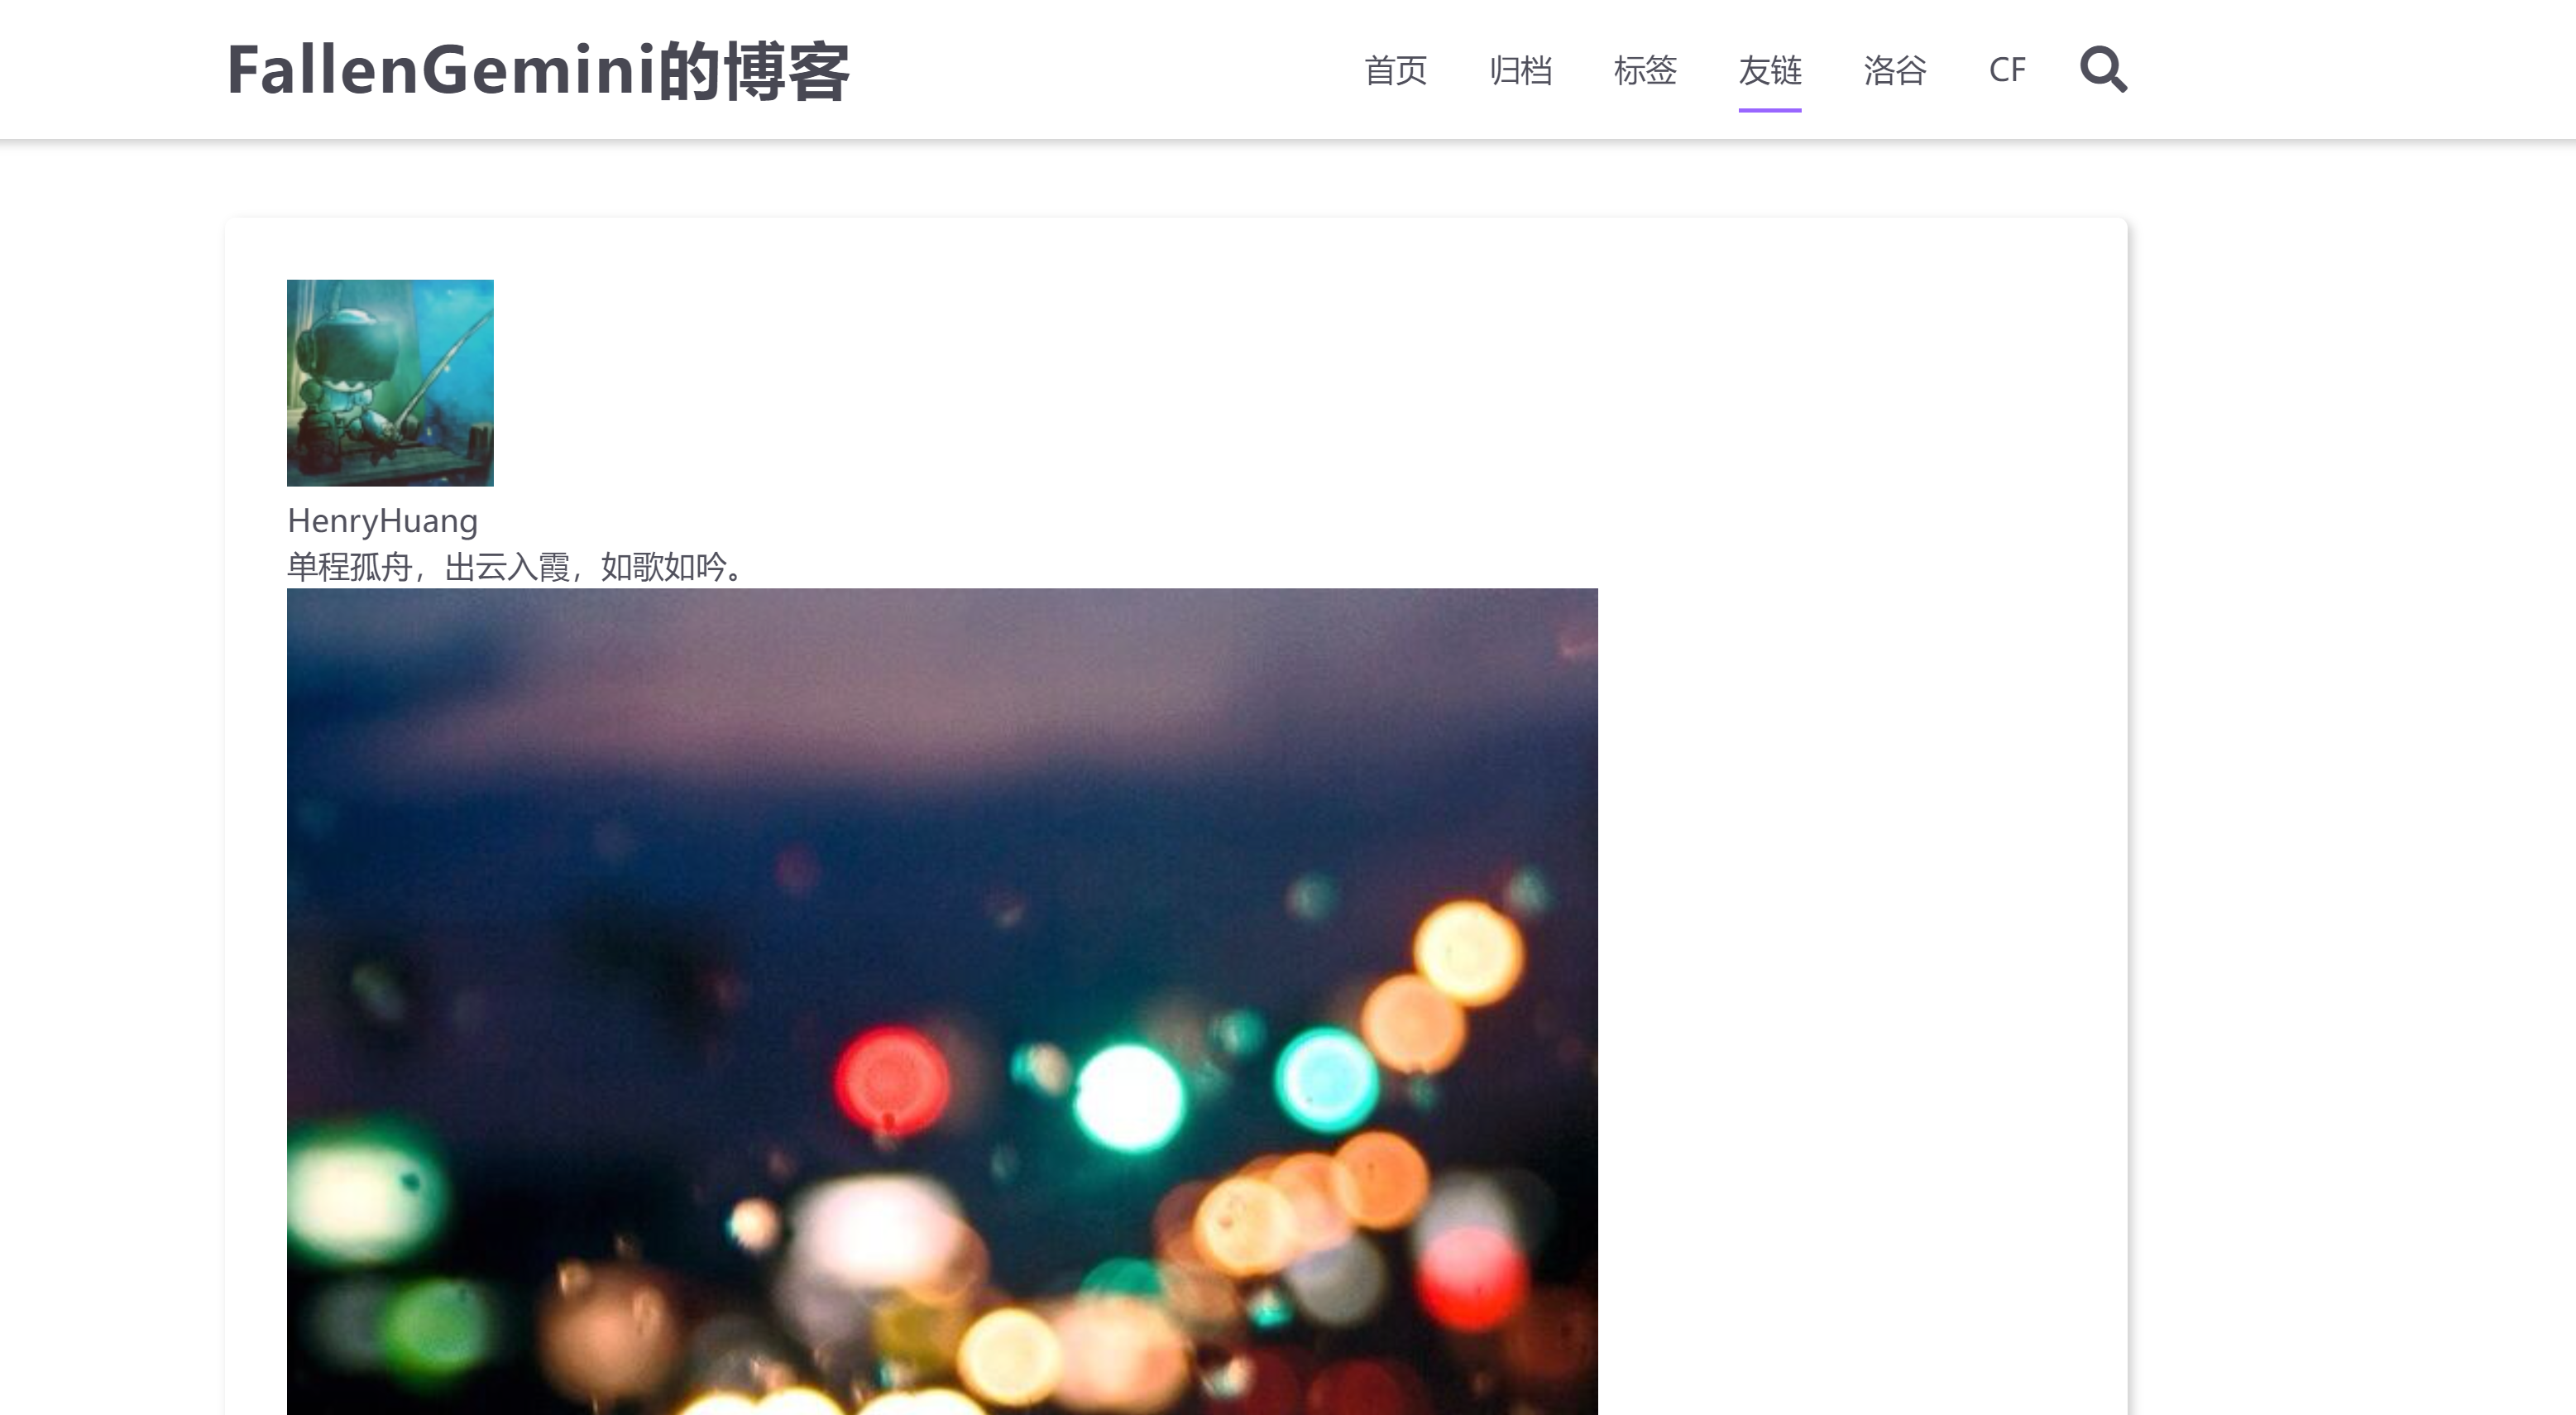 FallenGemini的博客
首页 归档 标签 友链 洛谷 CF
HenryHuang
单程孤舟，出云入霞，如歌如吟。